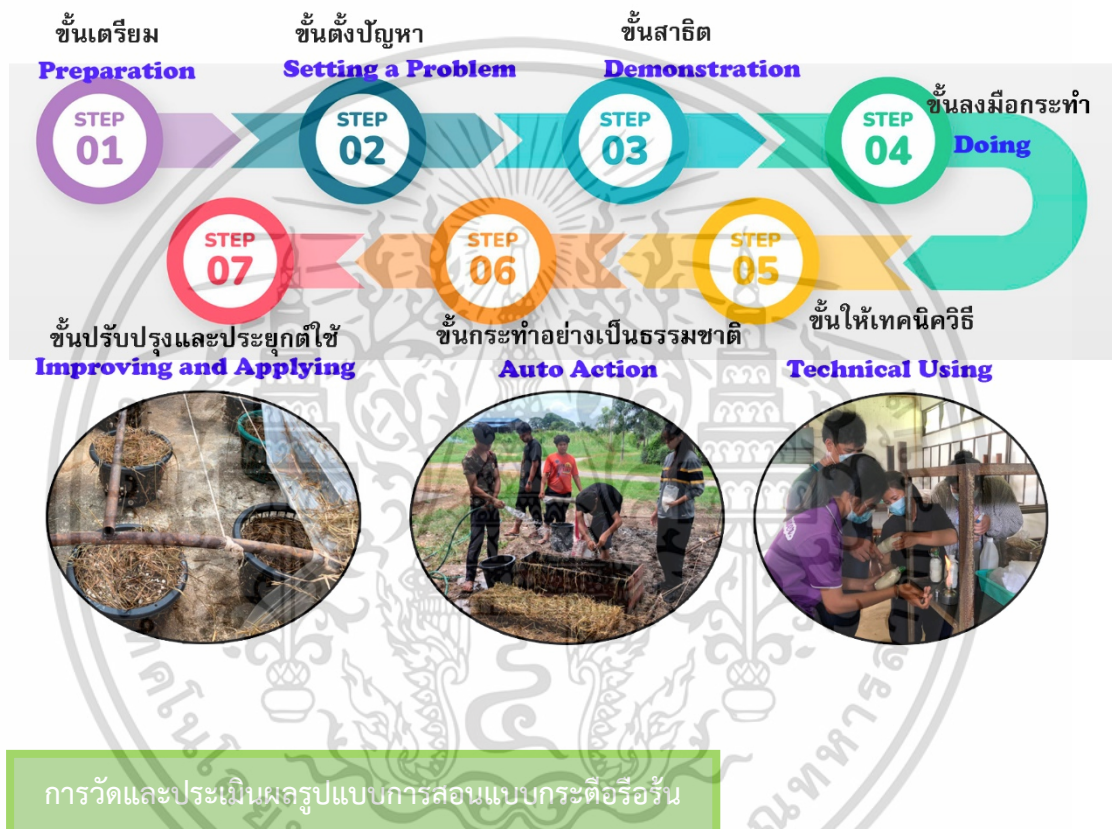 ขั้นเตรียม
Preparation
ขั้นตั้งปัญหา
Setting a Problem
ขั้นสาธิต
Demonstration
ขั้นลงมือกระทำ
Doing
STEP
01
STEP
02
STEP
03
STEP
04
STEP
07
STEP
06
STEP
05
ขั้นปรับปรุงและประยุกต์ใช้
Improving and Applying
ขั้นกระทำอย่างเป็นธรรมชาติ
Auto Action
ขั้นให้เทคนิควิธี
Technical Using
การวัดและประเมินผลรูปแบบการสอนแบบกระตือรือร้น